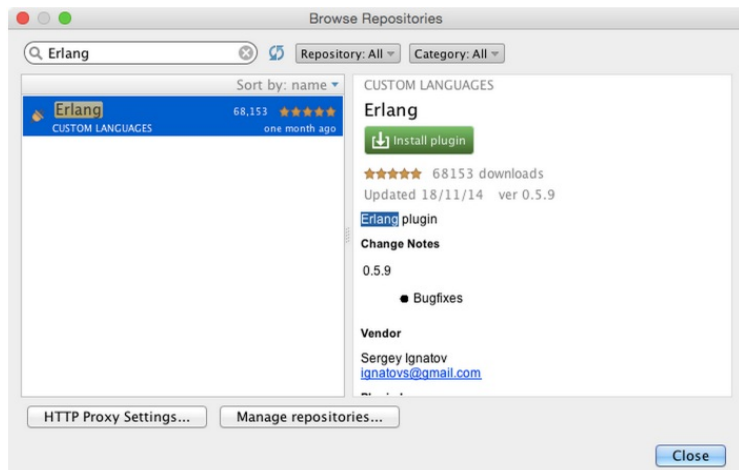 Browse Repositories
Erlang
Repository: All
Category: All
Sort by: name
Erlang
68,153
CUSTOM LANGUAGES
one month ago
CUSTOM LANGUAGES
Erlang
Install plugin
68153 downloads
Updated 18/11/14 ver 0.5.9
Erlang plugin
Change Notes
0.5.9
Bugfixes
Vendor
Sergey Ignatov
ignatovs@gmail.com
HTTP Proxy Settings...
Manage repositories...
Close